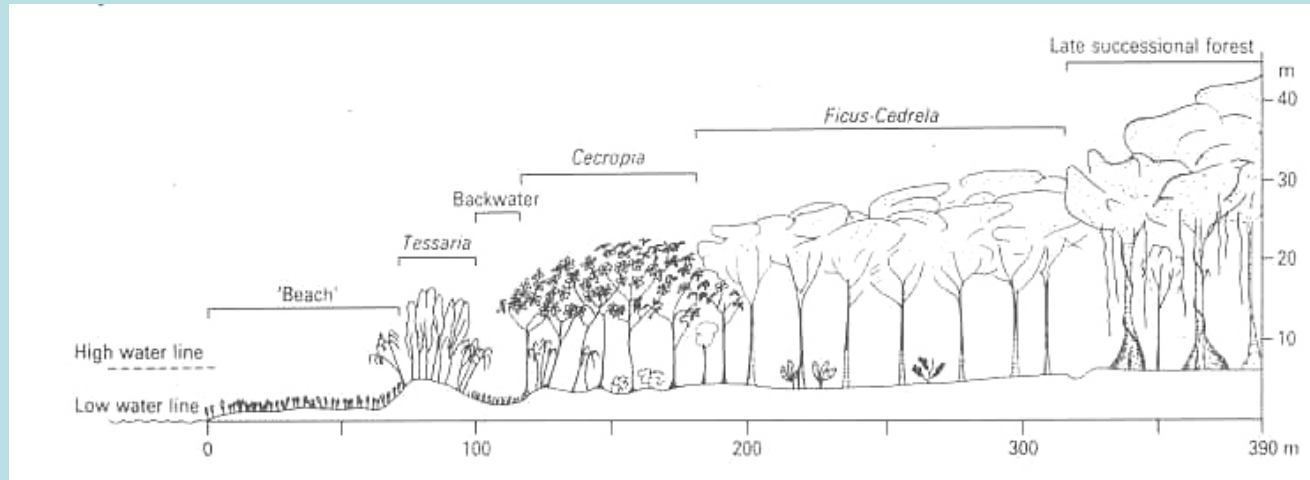 Late successional forest
m
40
Ficus-Cedrela
Cecropia
30
Backwater
Tessaria
20
'Beach'
High water line
10
Low water line
0 100 200 300 390 m